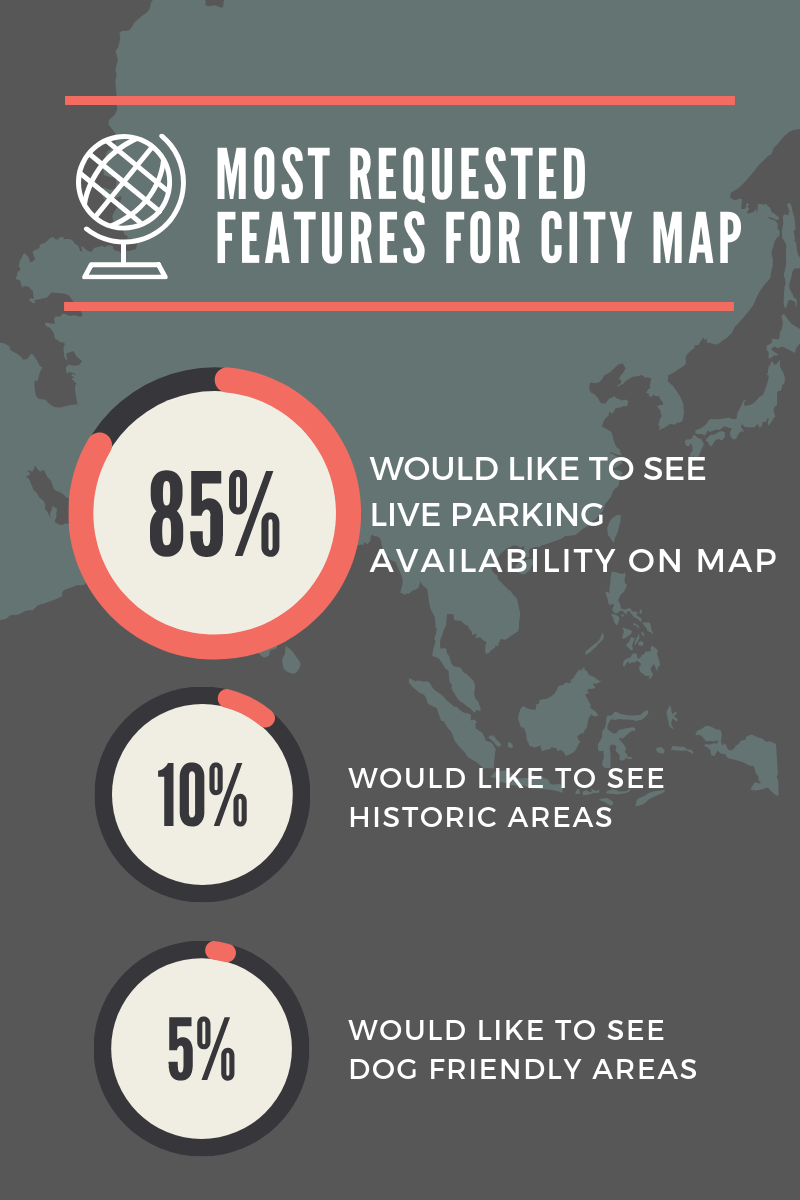 MOST REQUESTED
FEATURES FOR CITY MAP
85%
WOULD LIKE TO SEE
LIVE PARKING
AVAILABILITY ON MAP
10%
WOULD LIKE TO SEE
HISTORIC AREAS
5%
WOULD LIKE TO SEE
DOG FRIENDLY AREAS